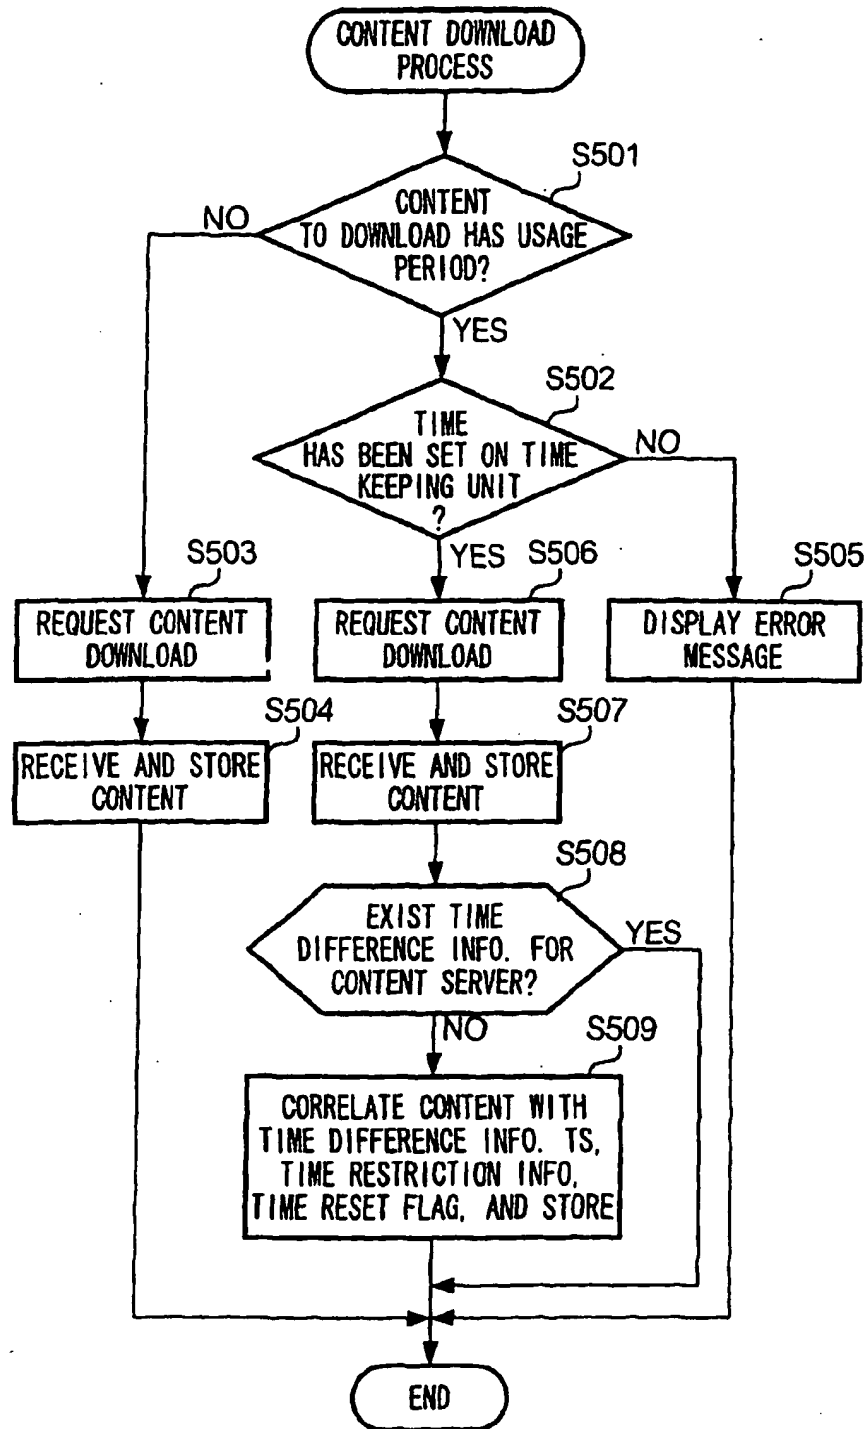 CONTENT DOWNLOAD
PROCESS
S501
CONTENT
TO DOWNLOAD HAS USAGE
PERIOD?
NO
YES
S502
TIME
HAS BEEN SET ON TIME
KEEPING UNIT
?
NO
YES
S503
REQUEST CONTENT
DOWNLOAD
S506
REQUEST CONTENT
DOWNLOAD
S505
DISPLAY ERROR
MESSAGE
S504
RECEIVE AND STORE
CONTENT
S507
RECEIVE AND STORE
CONTENT
S508
EXIST TIME
DIFFERENCE INFO. FOR
CONTENT SERVER?
YES
NO
S509
CORRELATE CONTENT WITH
TIME DIFFERENCE INFO. TS,
TIME RESTRICTION INFO,
TIME RESET FLAG, AND STORE
END